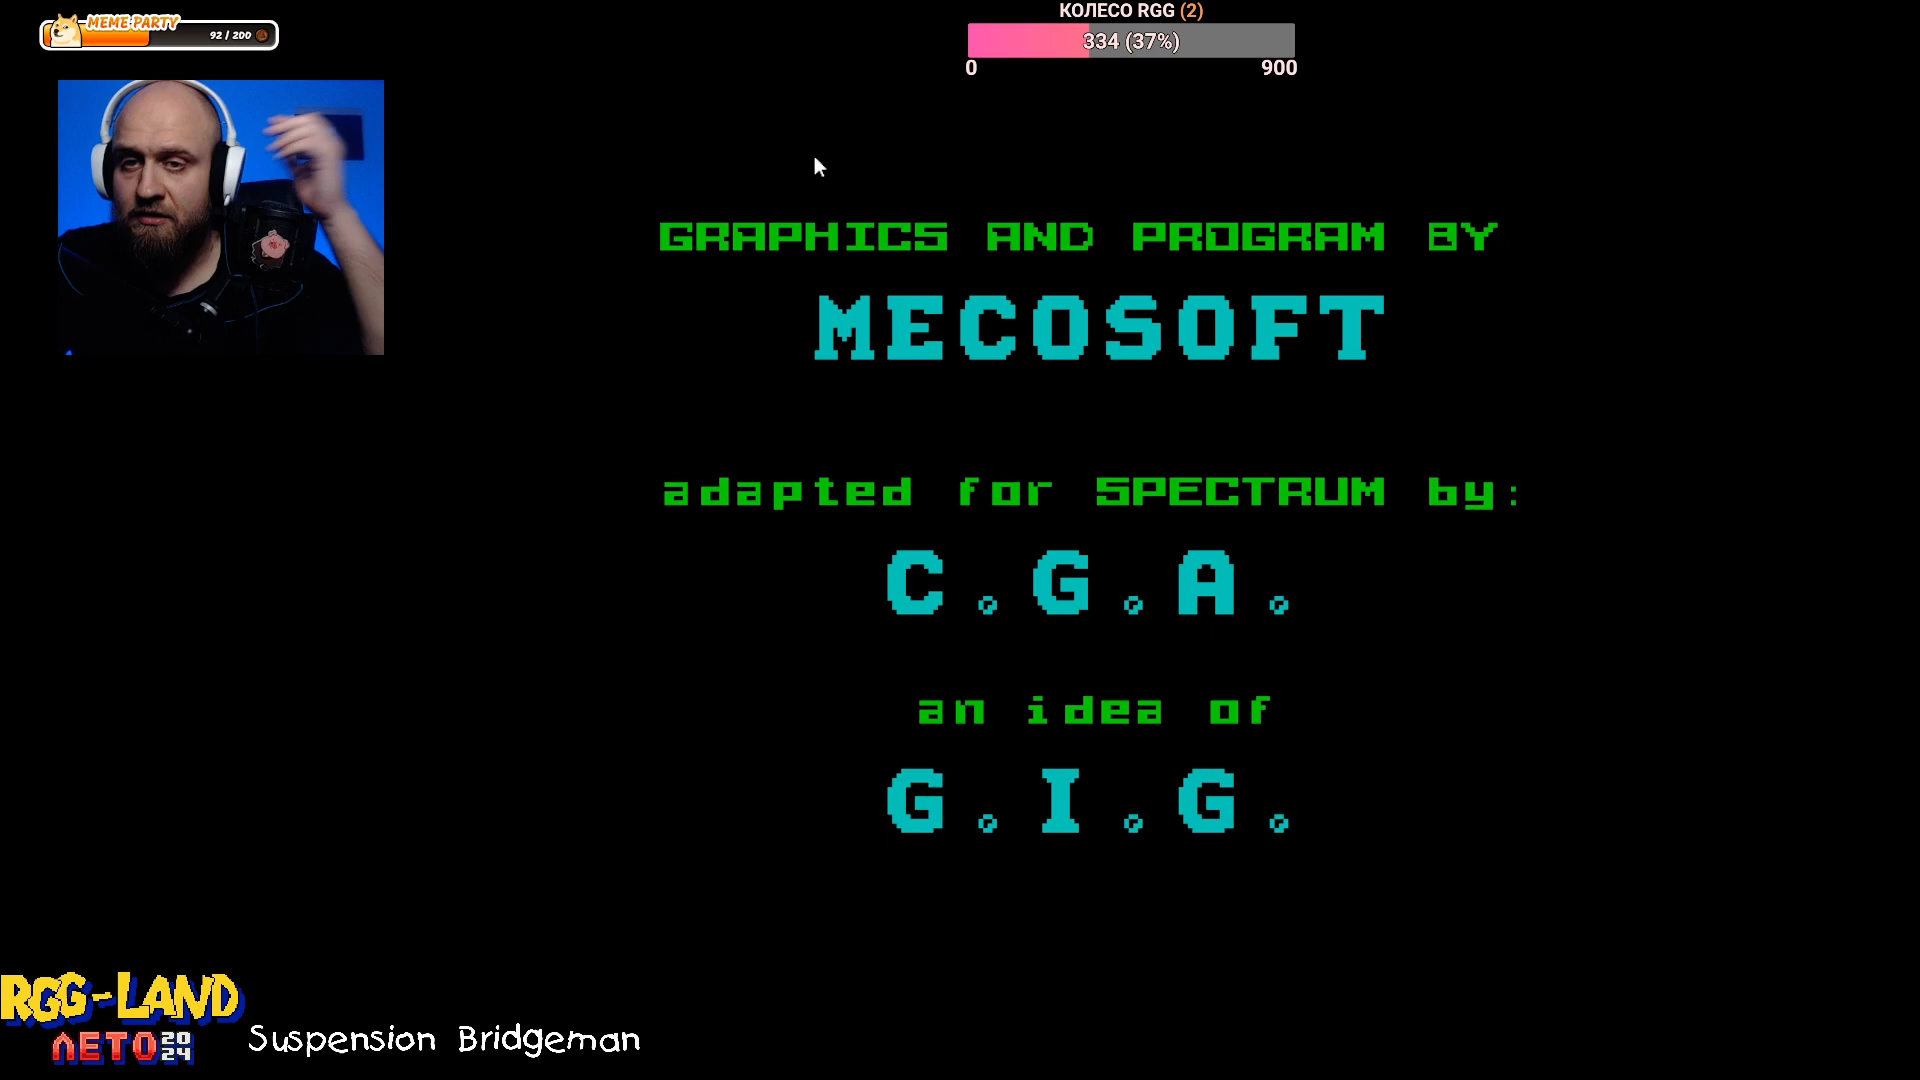 MEME PARTY
92 / 200
КОЛЕСО RGG (2)
334 (37%)
0 900
GRAPHICS AND PROGRAM BY
MECOSOFT
adapted for SPECTRUM by:
C.G.A.
an idea of
G.I.G.
RGG-LAND
ЛЕТО 2024
Suspension Bridgeman